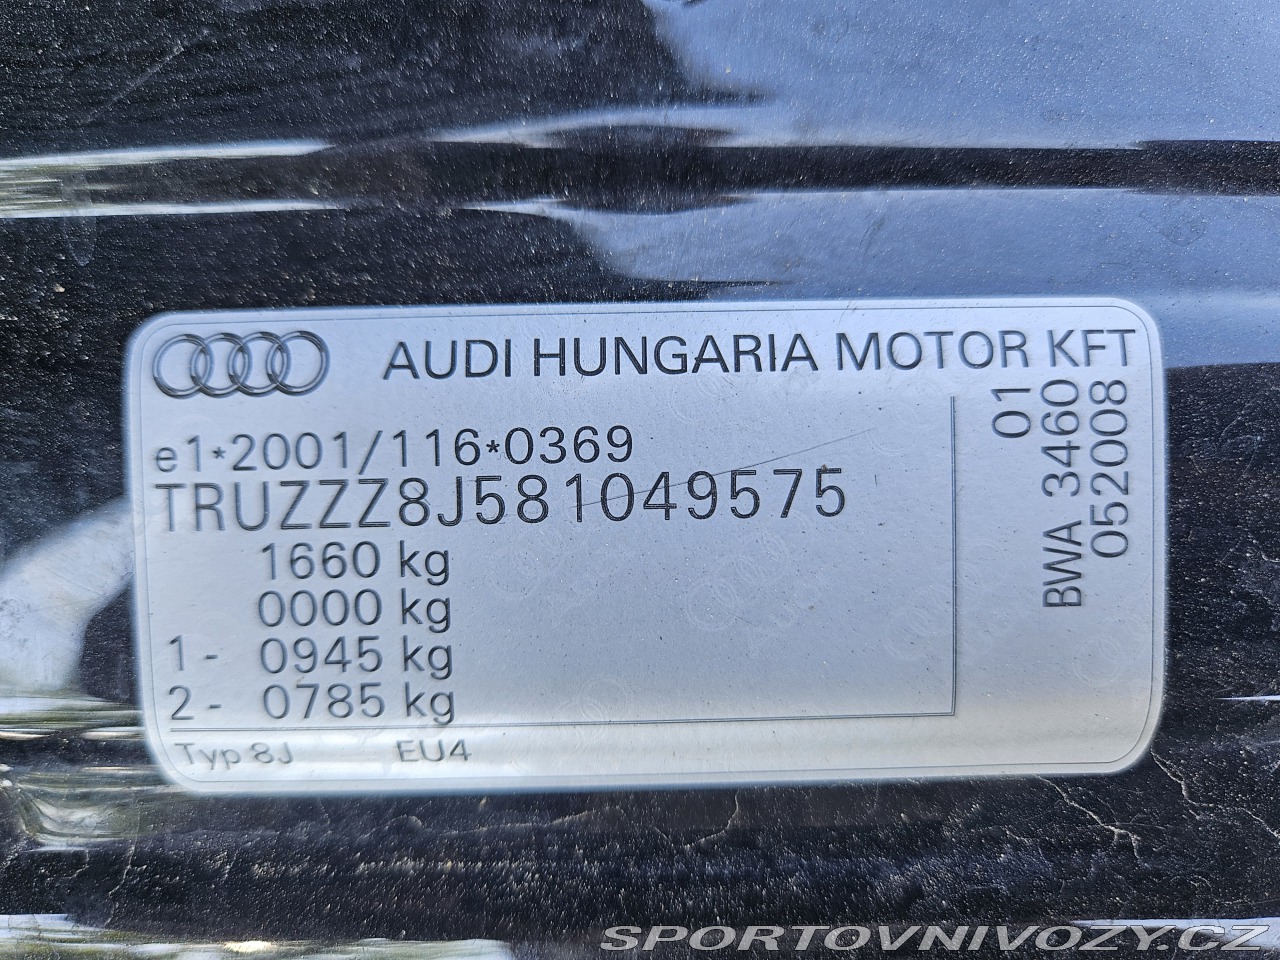 AUDI HUNGARIA MOTOR KFT
e1*2001/116*0369
TRUZZZ8J581049575
1660 kg
0000 kg
1- 0945 kg
2- 0785 kg
Typ 8J EU4
01
BWA 3460
052008
SPORTOVNIVOZY.CZ